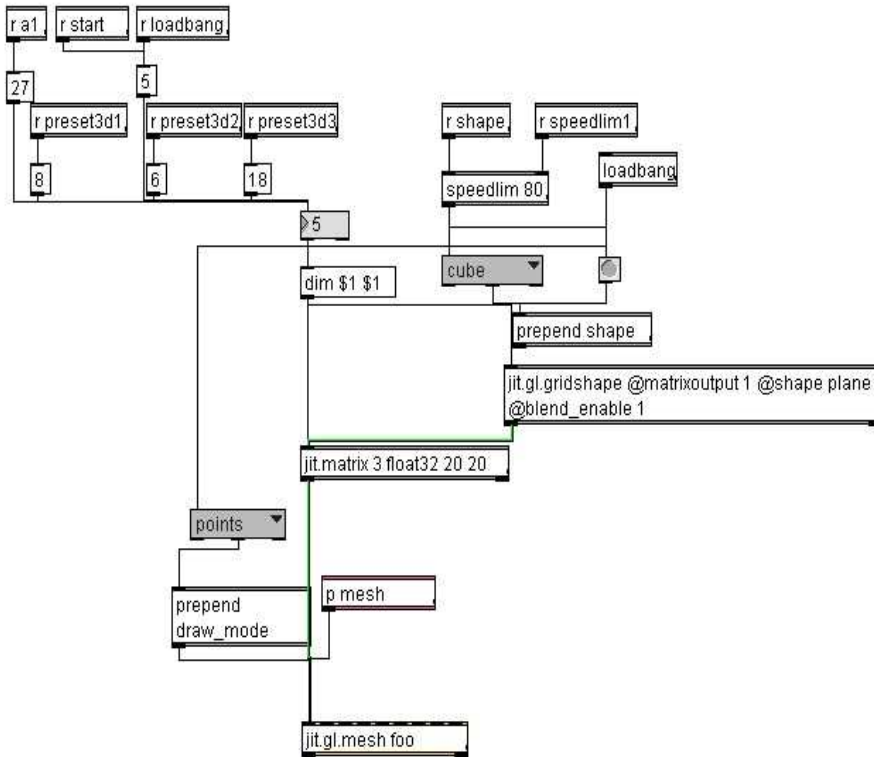 r a1
r start
r loadbang
27
5
r preset3d1
r preset3d2
r preset3d3
r shape
r speedlim1
8
6
18
speedlim 80
loadbang
5
cube
dim $1 $1
prepend shape
jit.gl.gridshape @matrixoutput 1 @shape plane
@blend_enable 1
jit.matrix 3 float32 20 20
points
p mesh
prepend
draw_mode
jit.gl.mesh foo